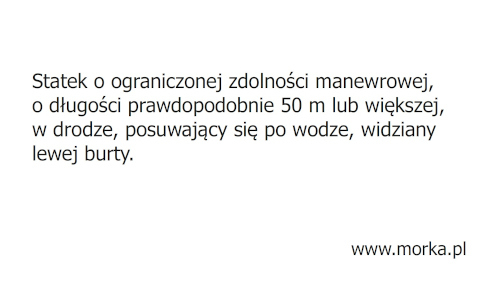 Statek o ograniczonej zdolności manewrowej,
o długości prawdopodobnie 50 m lub większej,
w drodze, posuwający się po wodze, widziany
lewej burty.
www.morka.pl